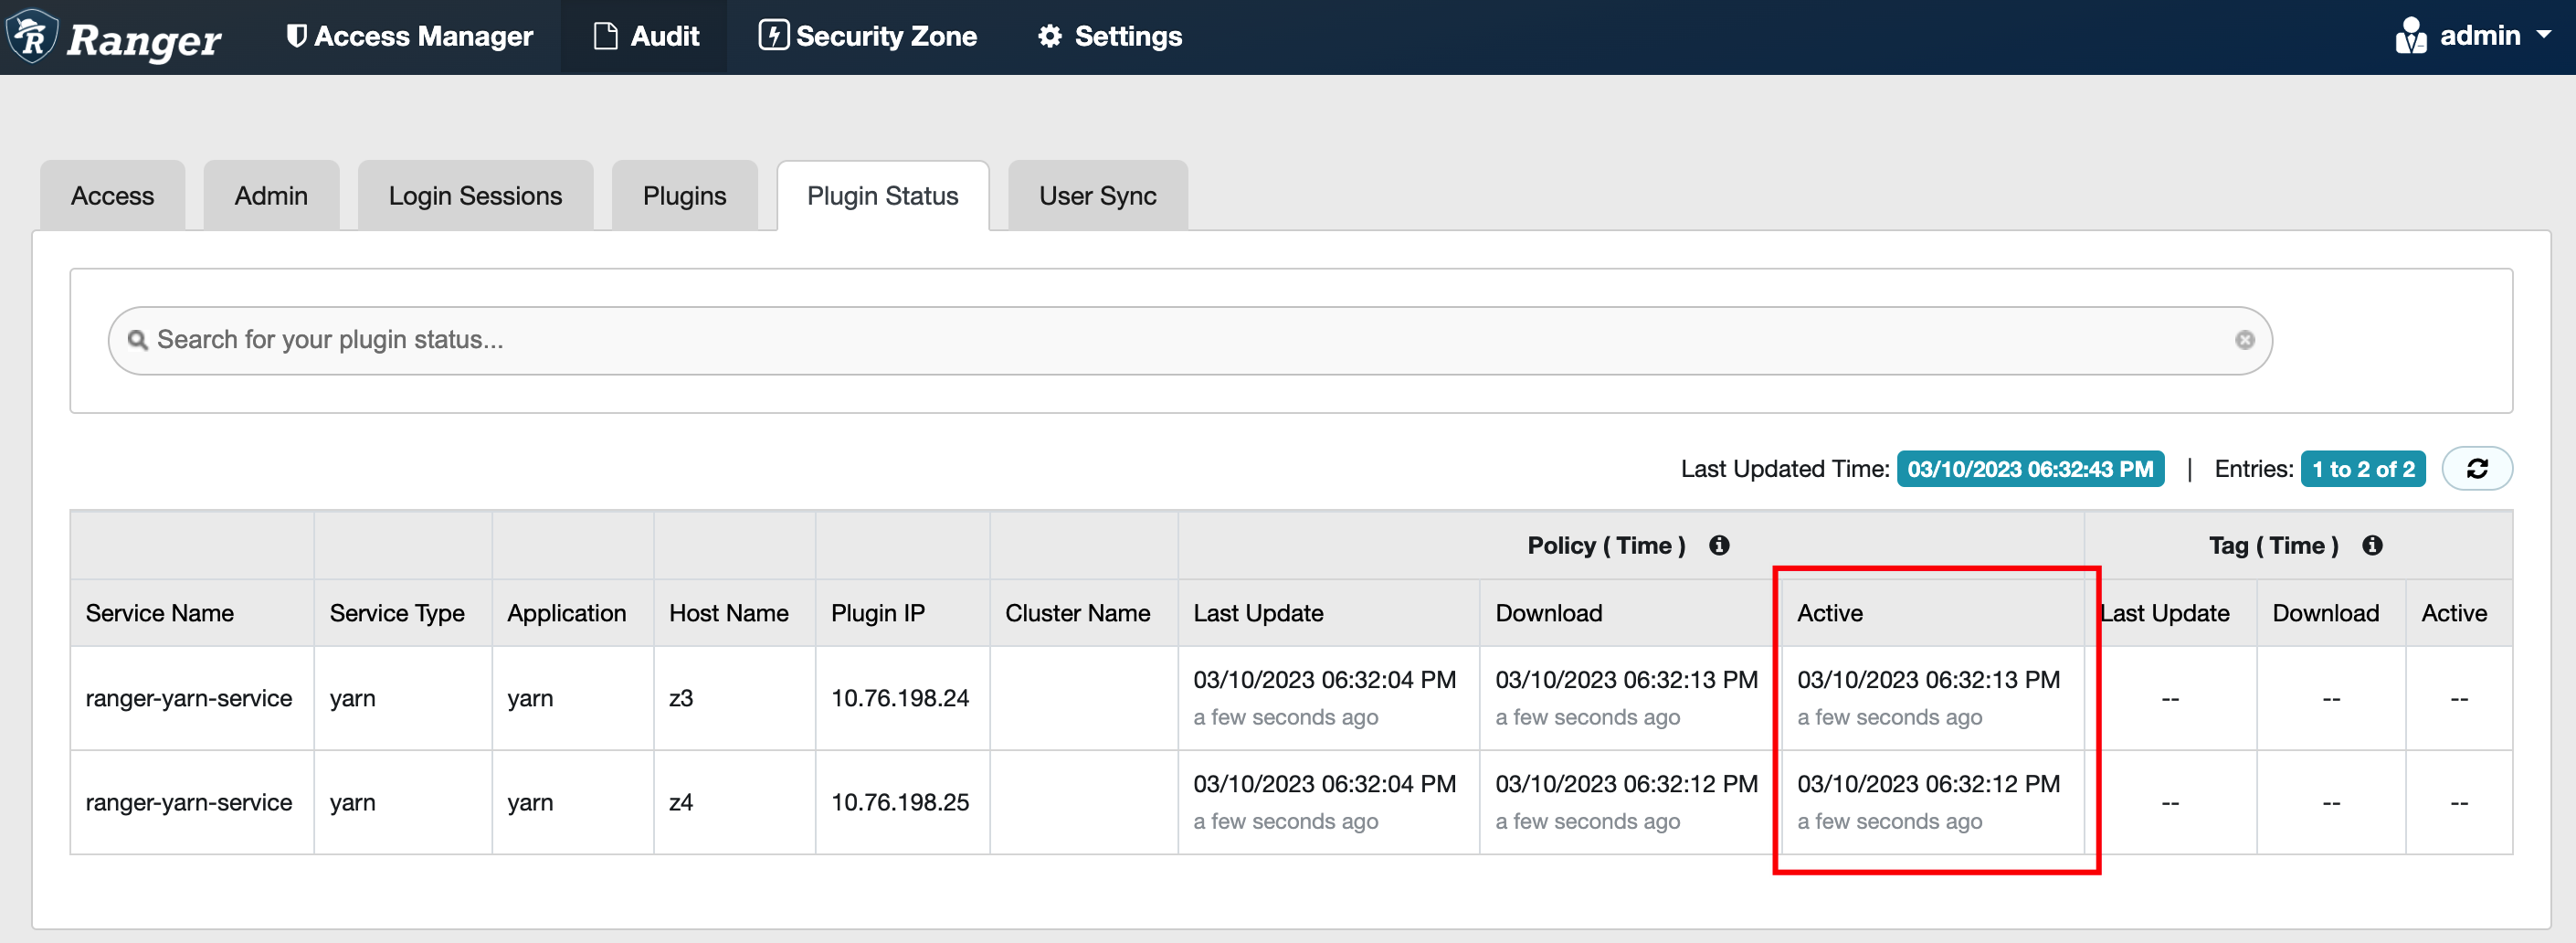 Ranger Access Manager Audit Security Zone Settings admin
Access Admin Login Sessions Plugins Plugin Status User Sync
Search for your plugin status...
Last Updated Time: 03/10/2023 06:32:43 PM | Entries: 1 to 2 of 2
Policy ( Time ) Tag ( Time )
Service Name Service Type Application Host Name Plugin IP Cluster Name Last Update Download Active Last Update Download Active
ranger-yarn-service yarn yarn z3 10.76.198.24 03/10/2023 06:32:04 PM 03/10/2023 06:32:13 PM 03/10/2023 06:32:13 PM -- -- --
a few seconds ago a few seconds ago a few seconds ago
ranger-yarn-service yarn yarn z4 10.76.198.25 03/10/2023 06:32:04 PM 03/10/2023 06:32:12 PM 03/10/2023 06:32:12 PM -- -- --
a few seconds ago a few seconds ago a few seconds ago